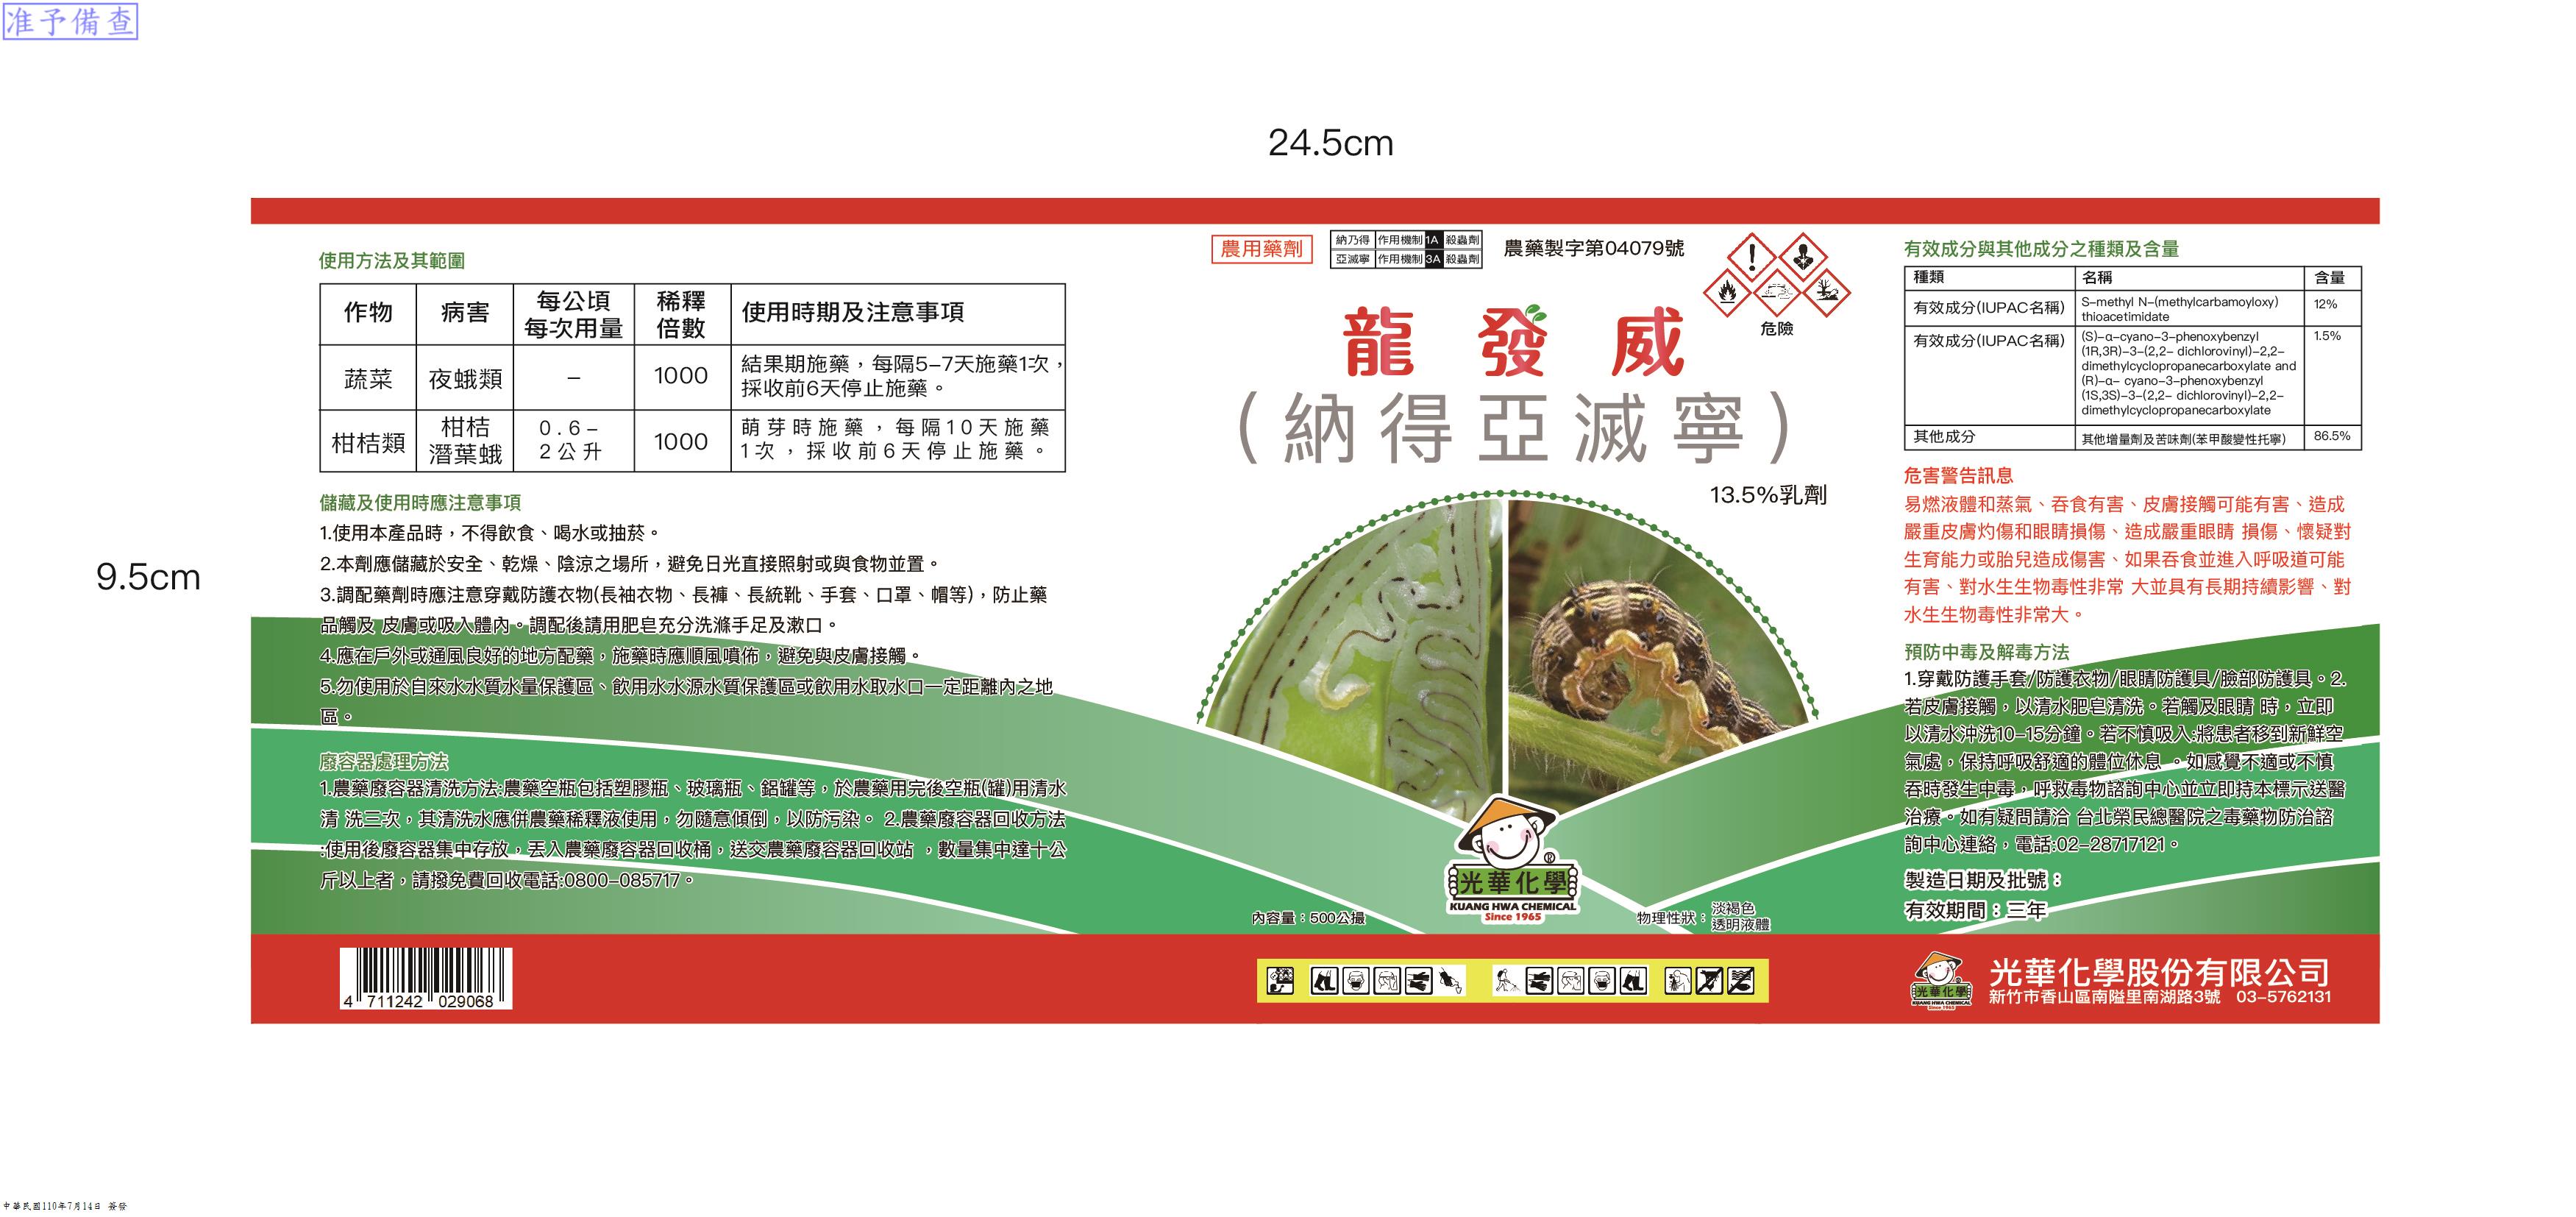 准予備查
24.5cm
9.5cm
使用方法及其範圍
作物 病害 每公頃每次用量 稀釋倍數 使用時期及注意事項
蔬菜 夜蛾類 – 1000 結果期施藥，每隔5–7天施藥1次，
採收前6天停止施藥。
柑桔類 柑桔潛葉蛾 0.6–2公升 1000 萌芽時施藥，每隔10天施藥
1次，採收前6天停止施藥。
儲藏及使用時應注意事項
1.使用本產品時，不得飲食、喝水或抽菸。
2.本劑應儲藏於安全、乾燥、陰涼之場所，避免日光直接照射或與食物並置。
3.調配藥劑時應注意穿戴防護衣物(長袖衣物、長褲、長統靴、手套、口罩、帽等)，防止藥
品觸及 皮膚或吸入體內。調配後請用肥皂充分洗滌手足及漱口。
4.應在戶外或通風良好的地方配藥，施藥時應順風噴佈，避免與皮膚接觸。
5.勿使用於自來水水質水量保護區、飲用水水源水質保護區或飲用水取水口一定距離內之地
區。
廢容器處理方法
1.農藥廢容器清洗方法:農藥空瓶包括塑膠瓶、玻璃瓶、鋁罐等，於農藥用完後空瓶(罐)用清水
清 洗三次，其清洗水應併農藥稀釋液使用，勿隨意傾倒，以防污染。 2.農藥廢容器回收方法
:使用後廢容器集中存放，丟入農藥廢容器回收桶，送交農藥廢容器回收站 ，數量集中達十公
斤以上者，請撥免費回收電話:0800–085717。
4 711242 029068
農用藥劑
納乃得 作用機制 1A 殺蟲劑
亞滅寧 作用機制 3A 殺蟲劑
農藥製字第04079號
危險
龍發威
(納得亞滅寧)
13.5%乳劑
光華化學
®
KUANG HWA CHEMICAL
Since 1965
內容量：500公撮
物理性狀：淡褐色
透明液體
有效成分與其他成分之種類及含量
種類 名稱 含量
有效成分(IUPAC名稱) S–methyl N–(methylcarbamoyloxy) 12%
thioacetimidate
有效成分(IUPAC名稱) (S)–α–cyano–3–phenoxybenzyl 1.5%
(1R,3R)–3–(2,2– dichlorovinyl)–2,2–
dimethylcyclopropanecarboxylate and
(R)–α– cyano–3–phenoxybenzyl
(1S,3S)–3–(2,2– dichlorovinyl)–2,2–
dimethylcyclopropanecarboxylate
其他成分 其他增量劑及苦味劑(苯甲酸變性托寧) 86.5%
危害警告訊息
易燃液體和蒸氣、吞食有害、皮膚接觸可能有害、造成
嚴重皮膚灼傷和眼睛損傷、造成嚴重眼睛 損傷、懷疑對
生育能力或胎兒造成傷害、如果吞食並進入呼吸道可能
有害、對水生生物毒性非常 大並具有長期持續影響、對
水生生物毒性非常大。
預防中毒及解毒方法
1.穿戴防護手套/防護衣物/眼睛防護具/臉部防護具。2.
若皮膚接觸，以清水肥皂清洗。若觸及眼睛 時，立即
以清水沖洗10–15分鐘。若不慎吸入:將患者移到新鮮空
氣處，保持呼吸舒適的體位休息 。如感覺不適或不慎
吞時發生中毒，呼救毒物諮詢中心並立即持本標示送醫
治療。如有疑問請洽 台北榮民總醫院之毒藥物防治諮
詢中心連絡，電話:02–28717121。
製造日期及批號：
有效期間：三年
光華化學
KUANG HWA CHEMICAL
Since 1965
光華化學股份有限公司
新竹市香山區南隘里南湖路3號 03–5762131
中華民國110年7月14日 簽發